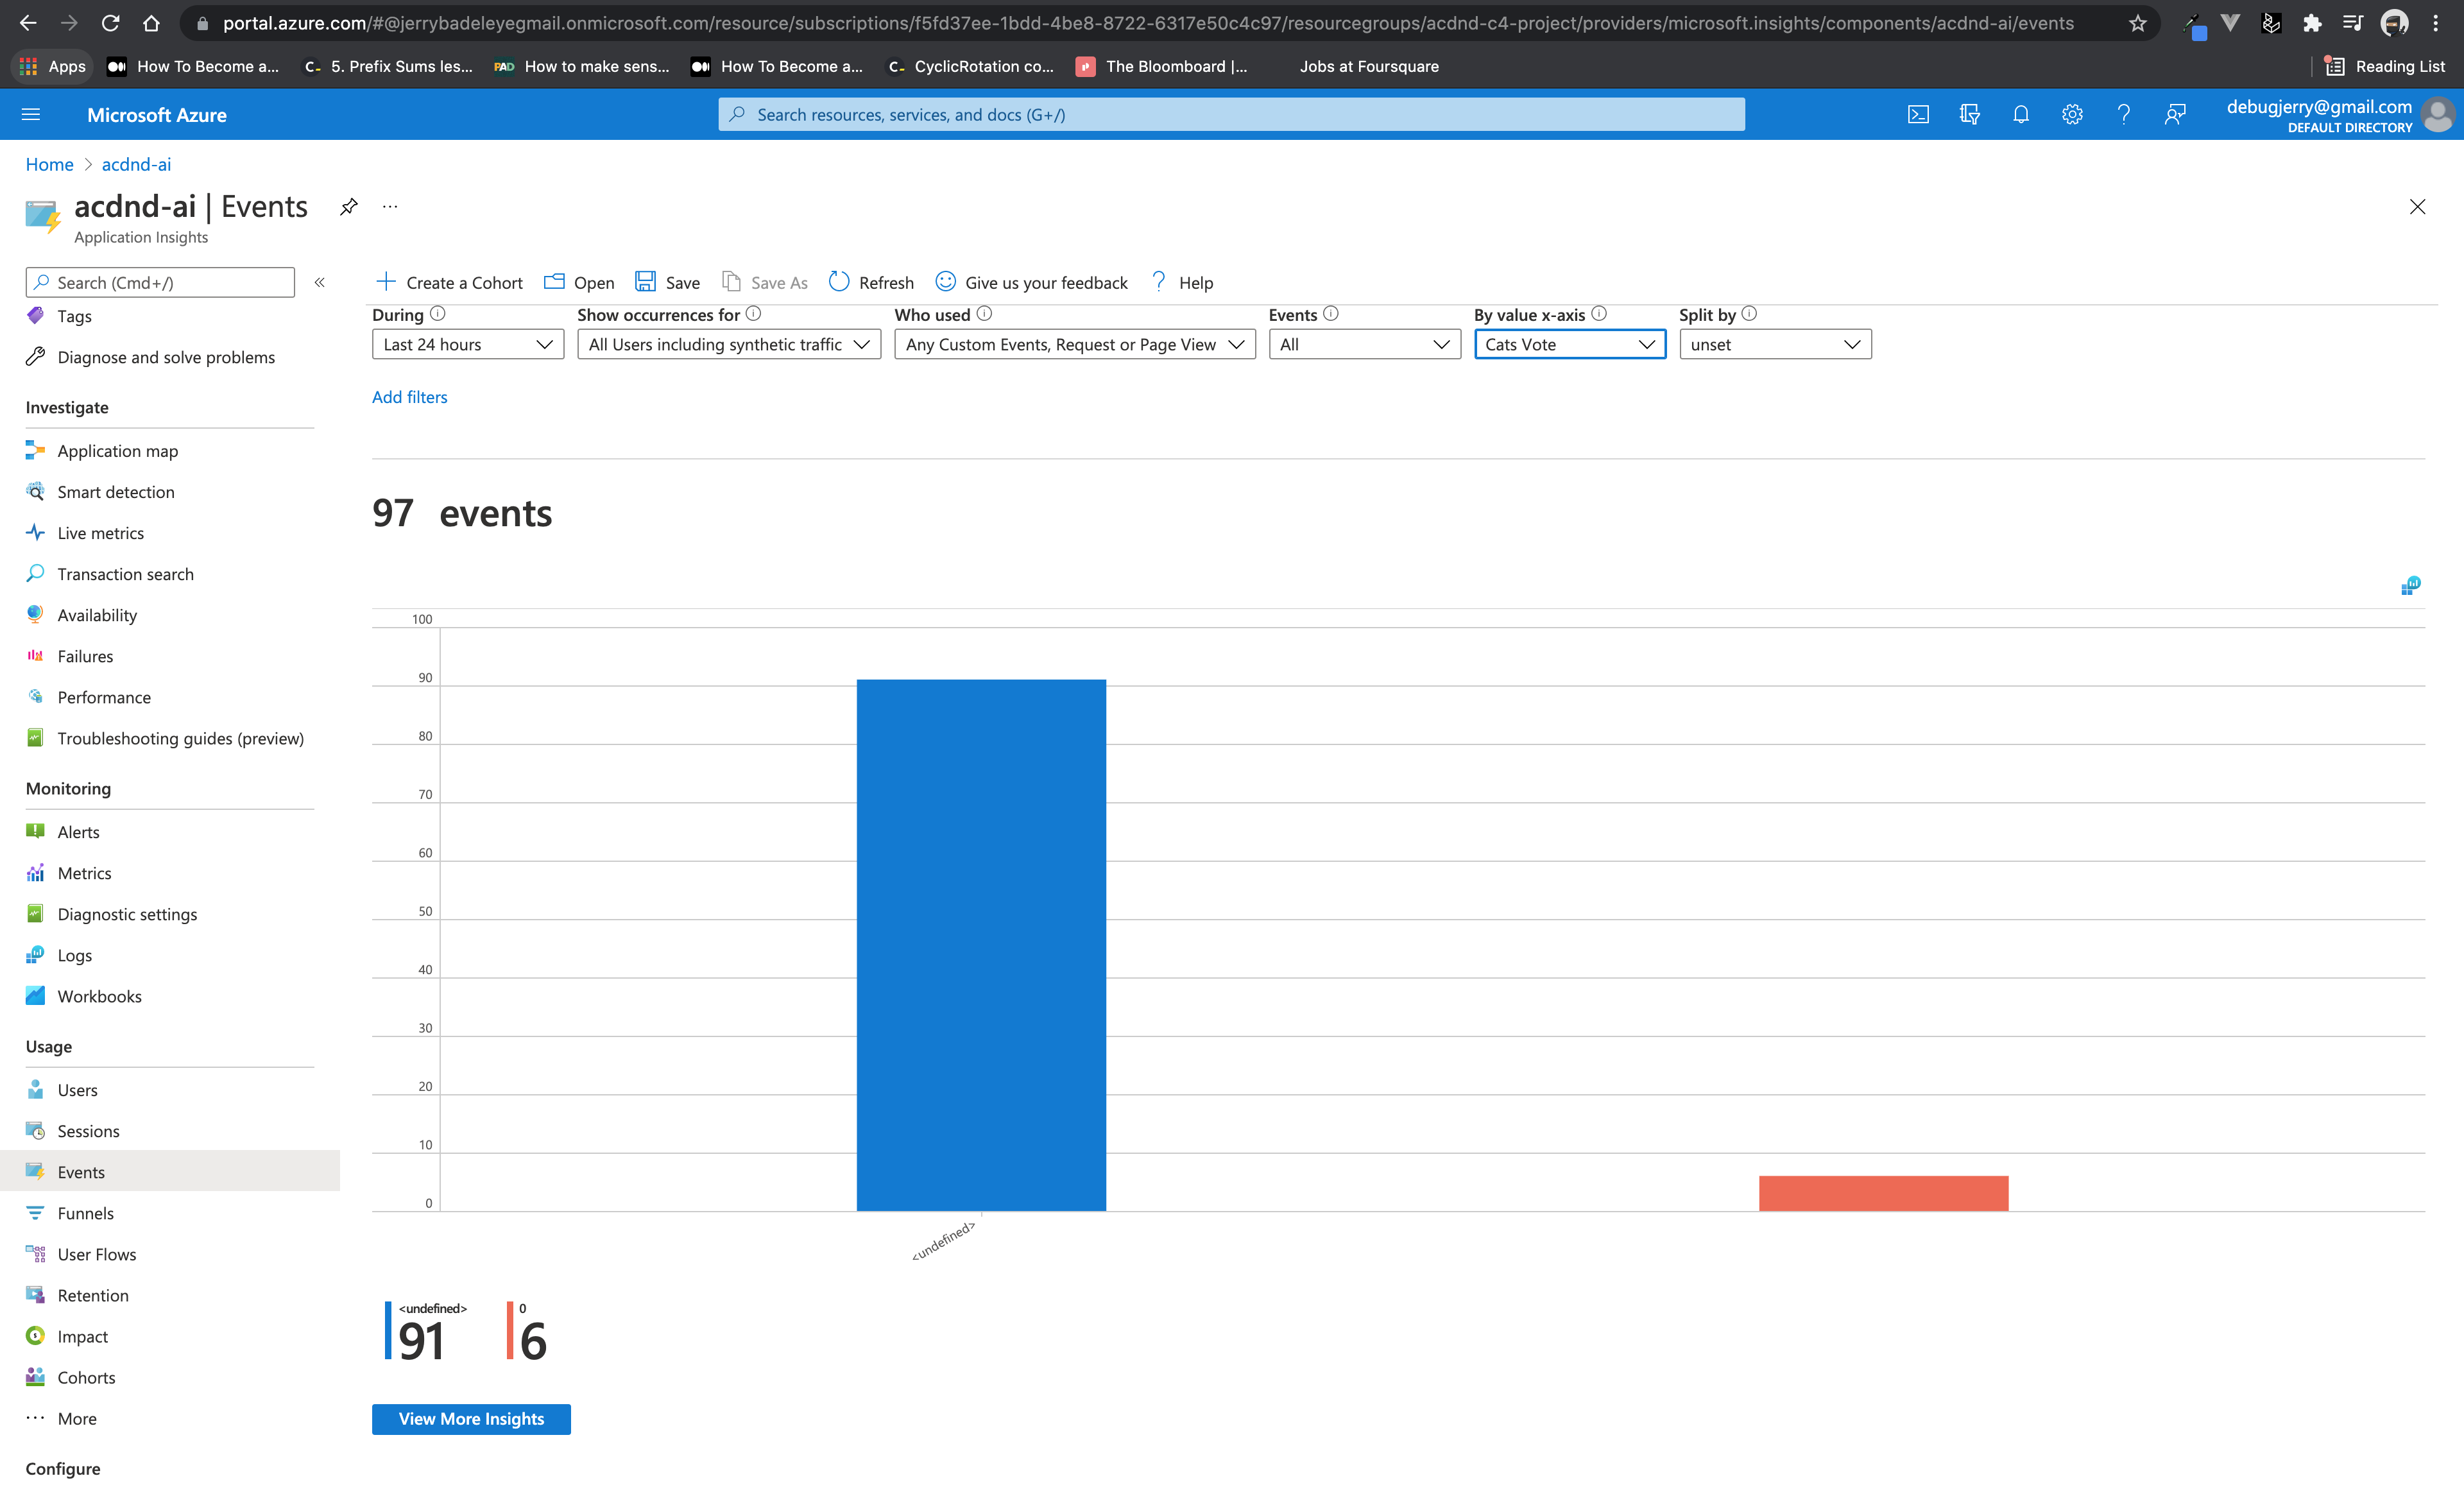 portal.azure.com/#@jerrybadeleyegmail.onmicrosoft.com/resource/subscriptions/f5fd37ee-1bdd-4be8-8722-6317e50c4c97/resourcegroups/acdnd-c4-project/providers/microsoft.insights/components/acdnd-ai/events
Apps How To Become a... 5. Prefix Sums les... PAD How to make sens... How To Become a... CyclicRotation co... The Bloomboard |... Jobs at Foursquare Reading List
Microsoft Azure Search resources, services, and docs (G+/) debugjerry@gmail.com
DEFAULT DIRECTORY
Home > acdnd-ai
acdnd-ai | Events ...
Application Insights
Search (Cmd+/) « Create a Cohort Open Save Save As Refresh Give us your feedback Help
Tags
Diagnose and solve problems
Investigate
Application map
Smart detection
Live metrics
Transaction search
Availability
Failures
Performance
Troubleshooting guides (preview)
Monitoring
Alerts
Metrics
Diagnostic settings
Logs
Workbooks
Usage
Users
Sessions
Events
Funnels
User Flows
Retention
Impact
Cohorts
... More
Configure
During Show occurrences for Who used Events By value x-axis Split by
Last 24 hours All Users including synthetic traffic Any Custom Events, Request or Page View All Cats Vote unset
Add filters
97 events
100
90
80
70
60
50
40
30
20
10
0
<undefined>
<undefined> 0
91 6
View More Insights